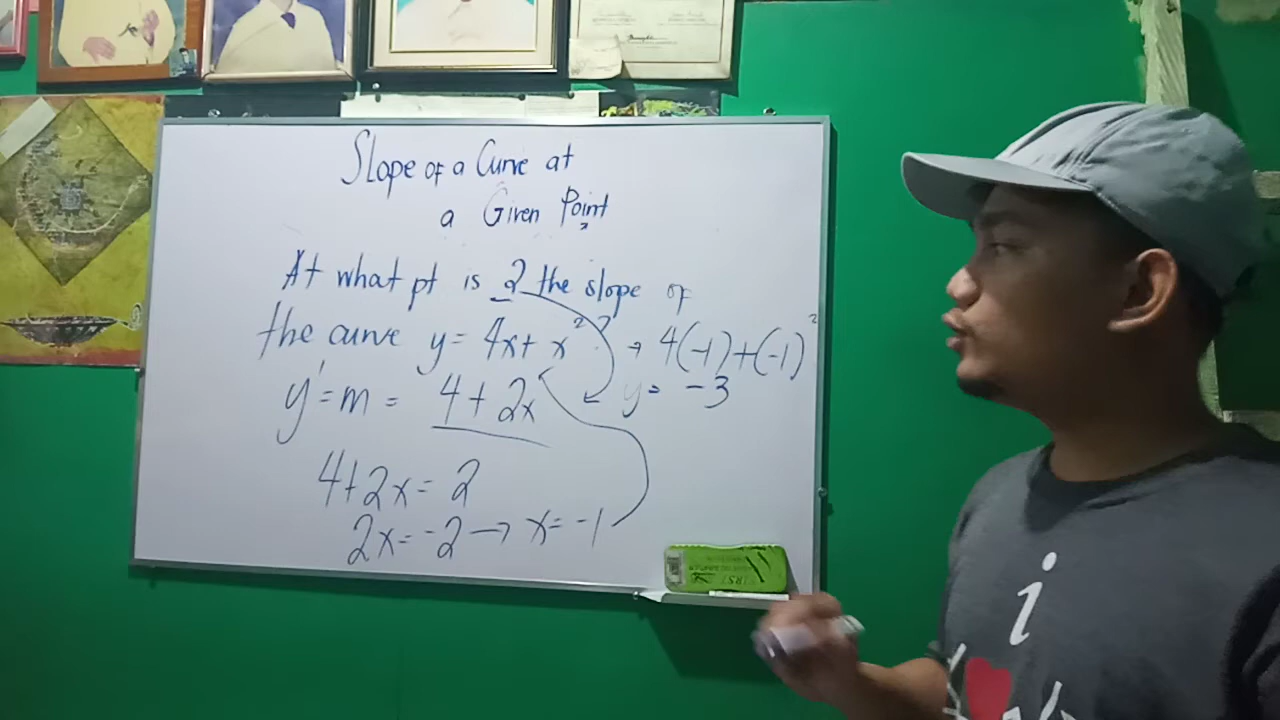 Slope of a Curve at
a Given Point
At what pt is 2 the slope of
the curve y = 4x + x² ? → 4(-1)+(-1)²
y = -3
y' = m = 4 + 2x
4+2x = 2
2x = -2 → x = -1
FIRST
i